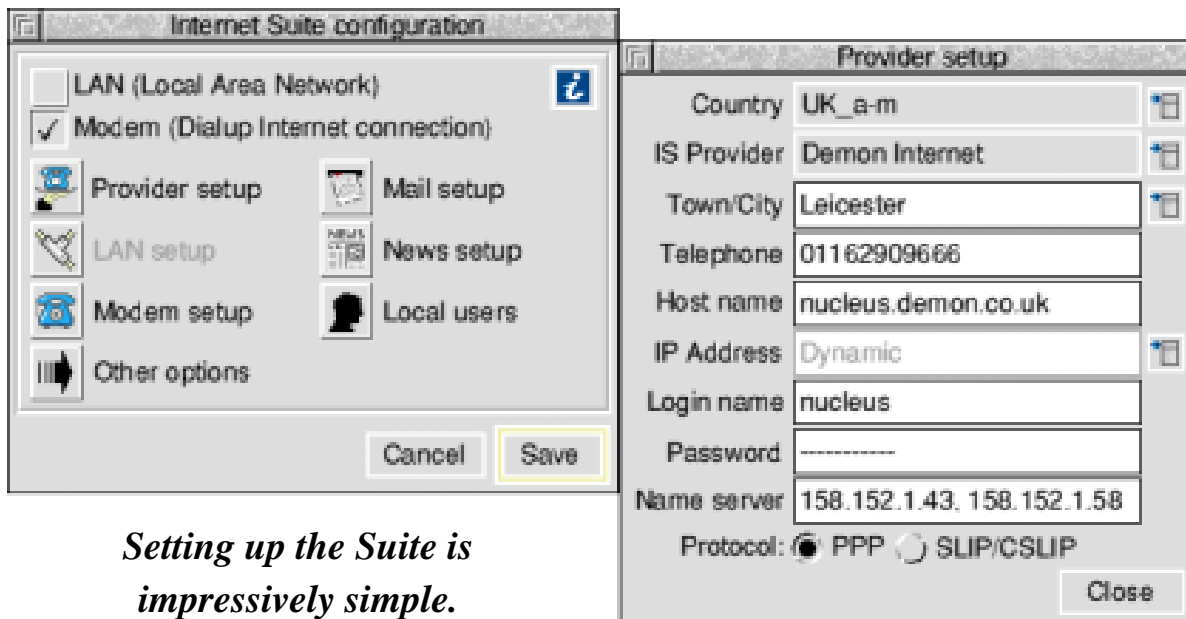 Internet Suite configuration
LAN (Local Area Network)
Modem (Dialup Internet connection)
Provider setup
Mail setup
LAN setup
NEWS
News setup
Modem setup
Local users
Other options
Cancel
Save
Setting up the Suite is
impressively simple.
Provider setup
Country UK_a-m
IS Provider Demon Internet
Town/City Leicester
Telephone 01162909666
Host name nucleus.demon.co.uk
IP Address Dynamic
Login name nucleus
Password -----------
Name server 158.152.1.43, 158.152.1.58
Protocol: PPP SLIP/CSLIP
Close